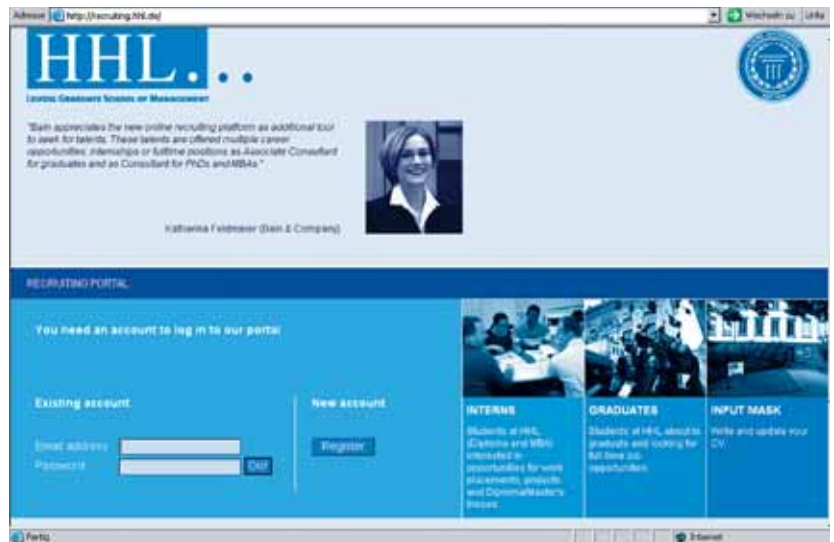 Adresse http://recruiting.hhl.de/ Wechseln zu Links
HHL...
LEIPZIG GRADUATE SCHOOL OF MANAGEMENT
"Bain appreciates the new online recruiting platform as additional tool
to seek for talents. These talents are offered multiple career
opportunities: internships or fulltime positions as Associate Consultant
for graduates and as Consultant for PhDs and MBAs."
Katharina Feldmeier (Bain & Company)
RECRUITING PORTAL
You need an account to log in to our portal
Existing account
Email address
Password
Go!
New account
Register
INTERNS
Students at HHL
(Diploma and MBA)
interested in
opportunities for work
placements, projects
and Diploma/Master's
theses.
GRADUATES
Students at HHL about to
graduate and looking for
full time job
opportunities.
INPUT MASK
Write and update your
CV.
Fertig
Internet